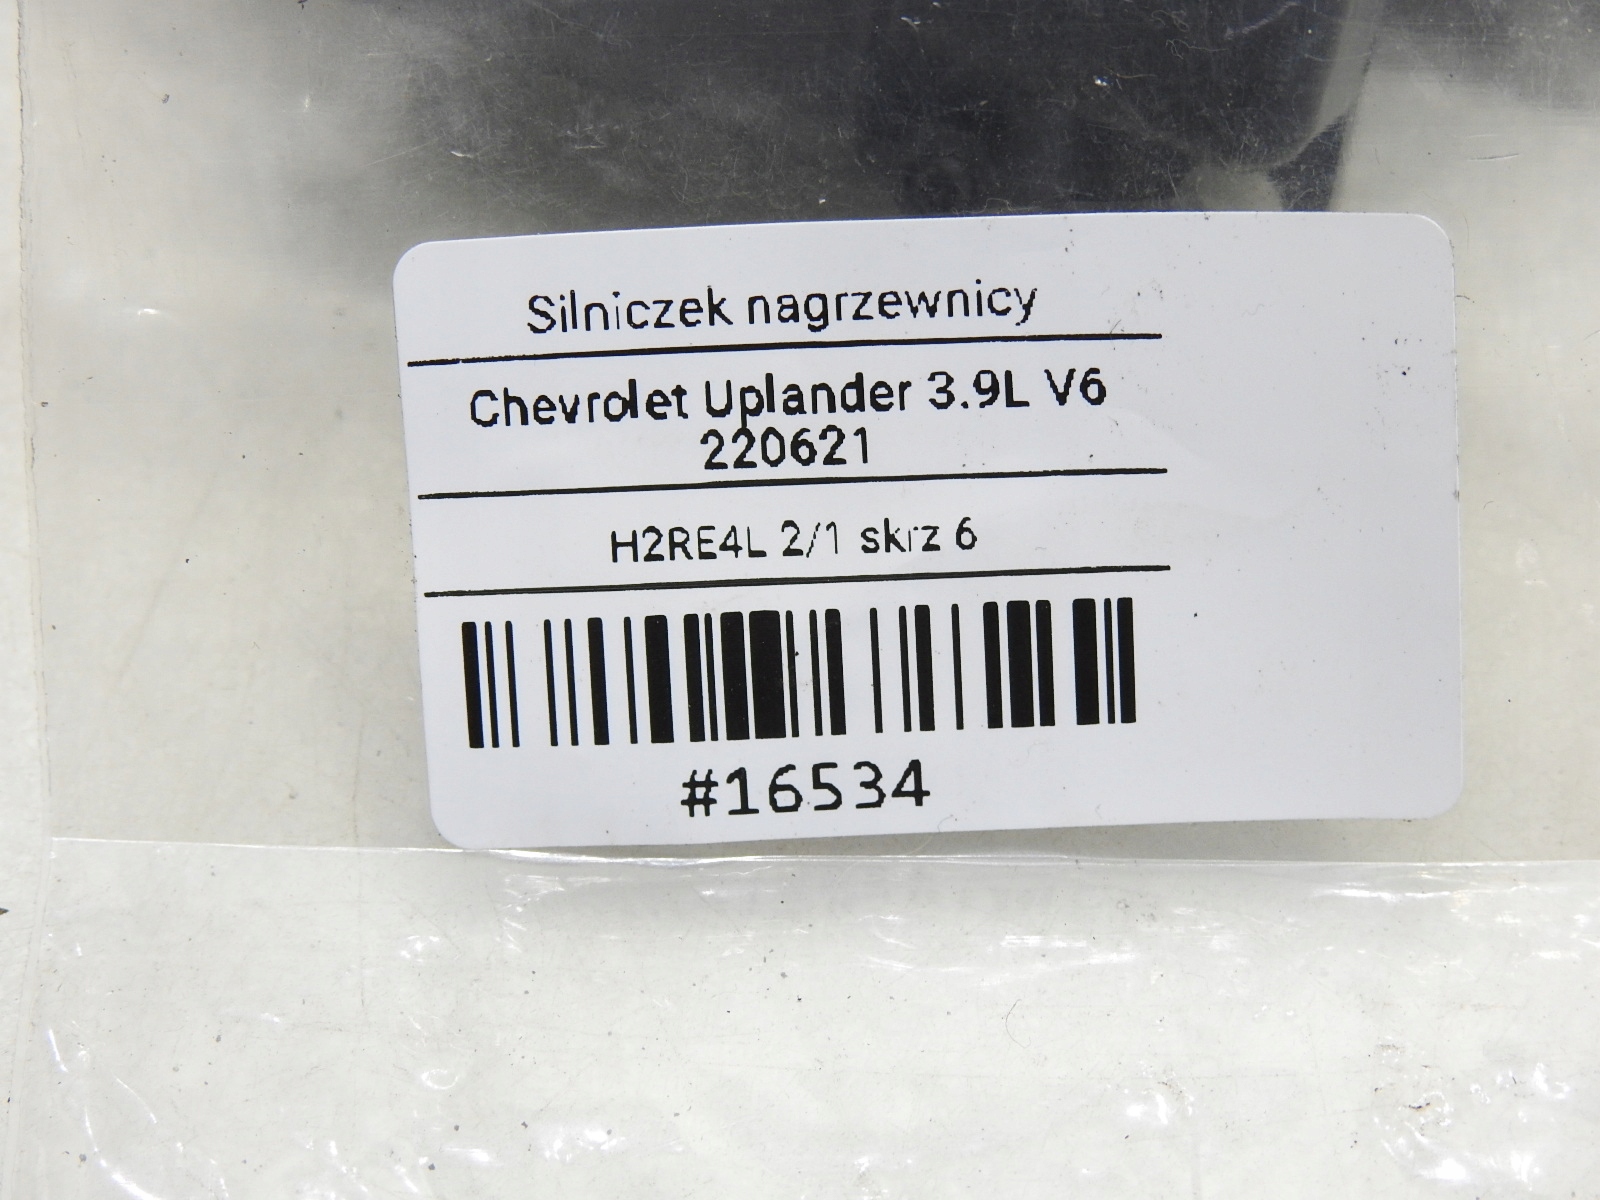 Silniczek nagrzewnicy
Chevrolet Uplander 3.9L V6
220621
H2RE4L 2/1 skrz 6
#16534